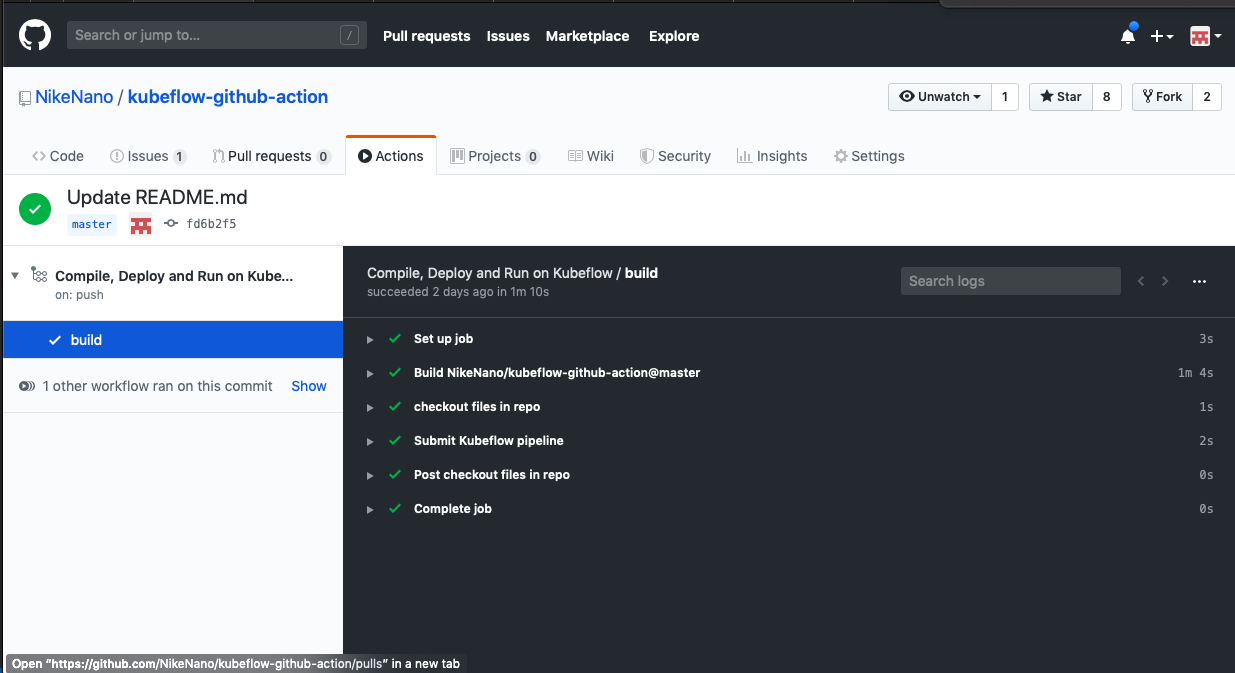 Search or jump to... / Pull requests Issues Marketplace Explore
NikeNano / kubeflow-github-action Unwatch 1 Star 8 Fork 2
Code Issues 1 Pull requests 0 Actions Projects 0 Wiki Security Insights Settings
Update README.md
master fd6b2f5
Compile, Deploy and Run on Kube...
on: push
build
1 other workflow ran on this commit Show
Compile, Deploy and Run on Kubeflow / build
succeeded 2 days ago in 1m 10s
Search logs
Set up job 3s
Build NikeNano/kubeflow-github-action@master 1m 4s
checkout files in repo 1s
Submit Kubeflow pipeline 2s
Post checkout files in repo 0s
Complete job 0s
Open “https://github.com/NikeNano/kubeflow-github-action/pulls” in a new tab